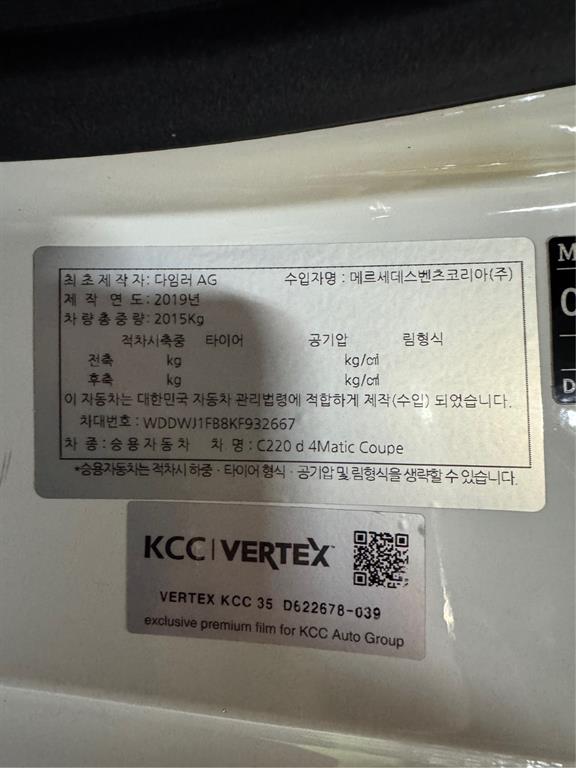 최초제작자: 다임러 AG 수입자명 : 메르세데스벤츠코리아(주)
제 작 연 도: 2019년
차량총중량: 2015Kg
적차시축중 타이어 공기압 림형식
전축 kg kg/㎠
후축 kg kg/㎠
이 자동차는 대한민국 자동차 관리법령에 적합하게 제작(수입) 되었습니다.
차대번호: WDDWJ1FB8KF932667
차 종: 승용자동차 차 명: C220 d 4Matic Coupe
*승용자동차는 적차시 하중 · 타이어 형식 · 공기압 및 림형식을 생략할 수 있습니다.
M
D
KCC | VERTEX™
VERTEX KCC 35 D622678-039
exclusive premium film for KCC Auto Group